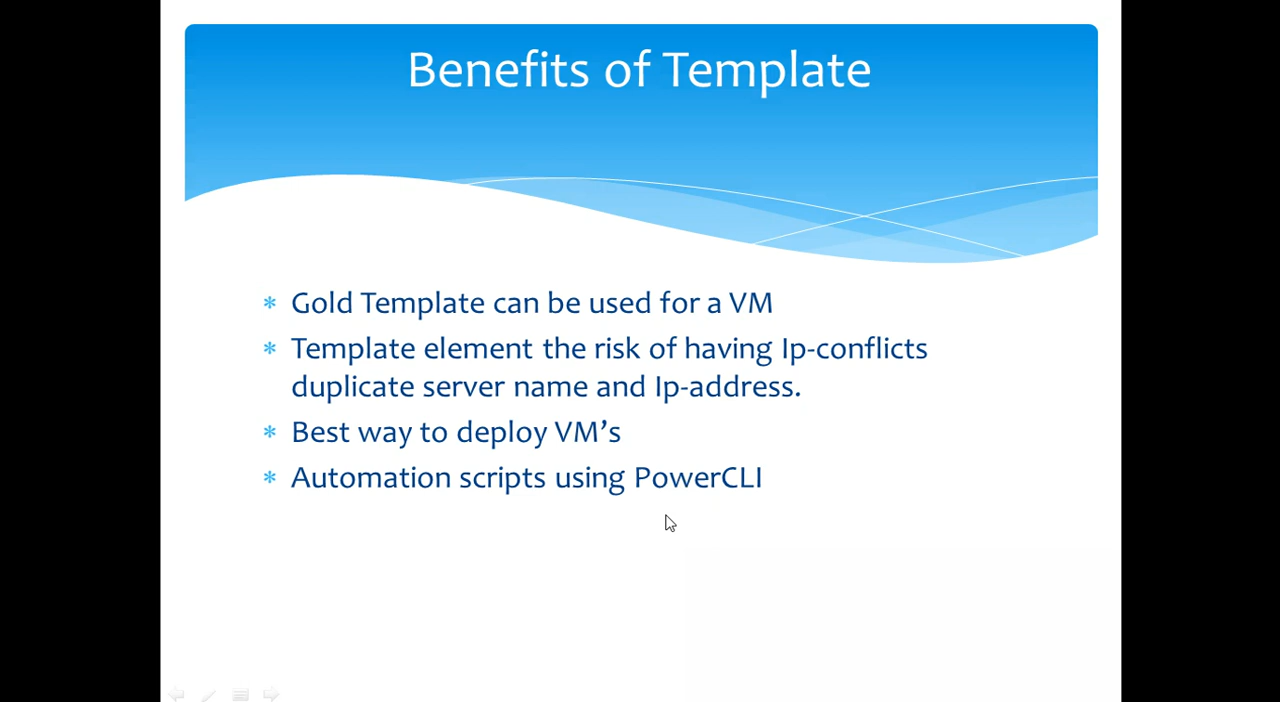 Benefits of Template
* Gold Template can be used for a VM
* Template element the risk of having Ip-conflicts
duplicate server name and Ip-address.
* Best way to deploy VM’s
* Automation scripts using PowerCLI